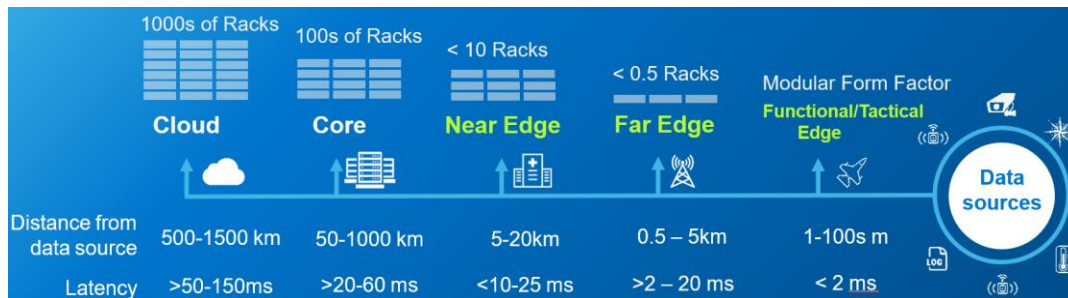 1000s of Racks
100s of Racks
< 10 Racks
< 0.5 Racks
Modular Form Factor
Cloud
Core
Near Edge
Far Edge
Functional/Tactical
Edge
Data
sources
Distance from
data source
500-1500 km
50-1000 km
5-20km
0.5 – 5km
1-100s m
LOG
Latency
>50-150ms
>20-60 ms
<10-25 ms
>2 – 20 ms
< 2 ms